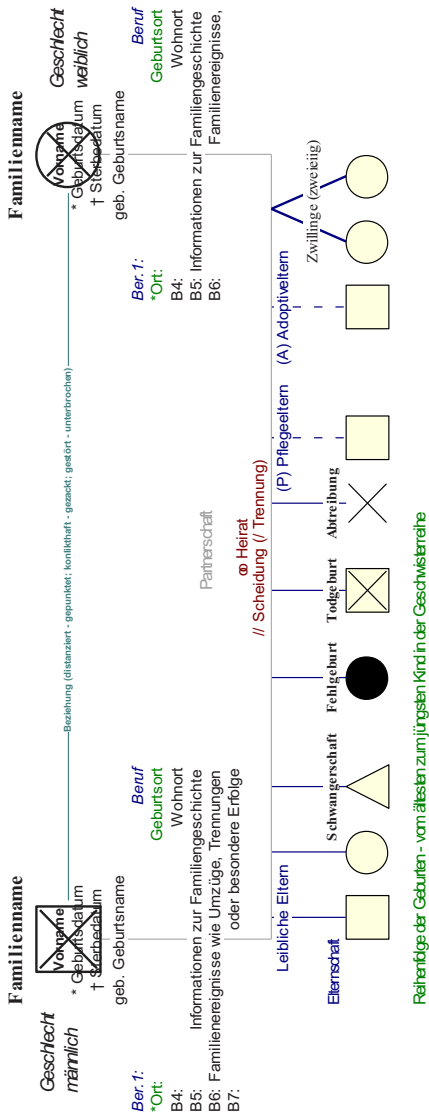 Familienname
Familienname
Geschlecht
männlich
Vorname
* Geburtsdatum
† Sterbedatum
geb. Geburtsname
Beziehung (distanziert - gepunktet; konlikthaft - gezackt; gestört - unterbrochen)
Vorname
* Geburtsdatum
† Sterbedatum
geb. Geburtsname
Geschlecht
weiblich
Ber.1: Beruf
*Ort: Geburtsort
B4: Wohnort
B5: Informationen zur Familiengeschichte
B6: Familienereignisse wie Umzüge, Trennungen
B7: oder besondere Erfolge
Ber.1: Beruf
*Ort: Geburtsort
B4: Wohnort
B5: Informationen zur Familiengeschichte
B6: Familienereignisse,
Partnerschaft
⚭ Heirat
// Scheidung (/ Trennung)
Leibliche Eltern
(P) Pflegeeltern
(A) Adoptiveltern
Zwillinge (zweieiig)
Elternschaft
Schwangerschaft
Fehlgeburt
Todgeburt
Abtreibung
Reihenfolge der Geburten - vom ältesten zum jüngsten Kind in der Geschwisterreihe